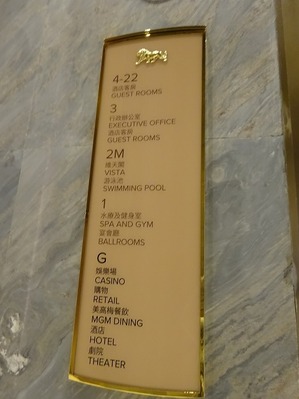 4-22
酒店客房
GUEST ROOMS
3
行政辦公室
EXECUTIVE OFFICE
酒店客房
GUEST ROOMS
2M
VISTA
游泳池
SWIMMING POOL
1
水療及健身室
SPA AND GYM
宴會廳
BALLROOMS
G
娛樂場
CASINO
購物
RETAIL
美高梅餐飲
MGM DINING
酒店
HOTEL
劇院
THEATER